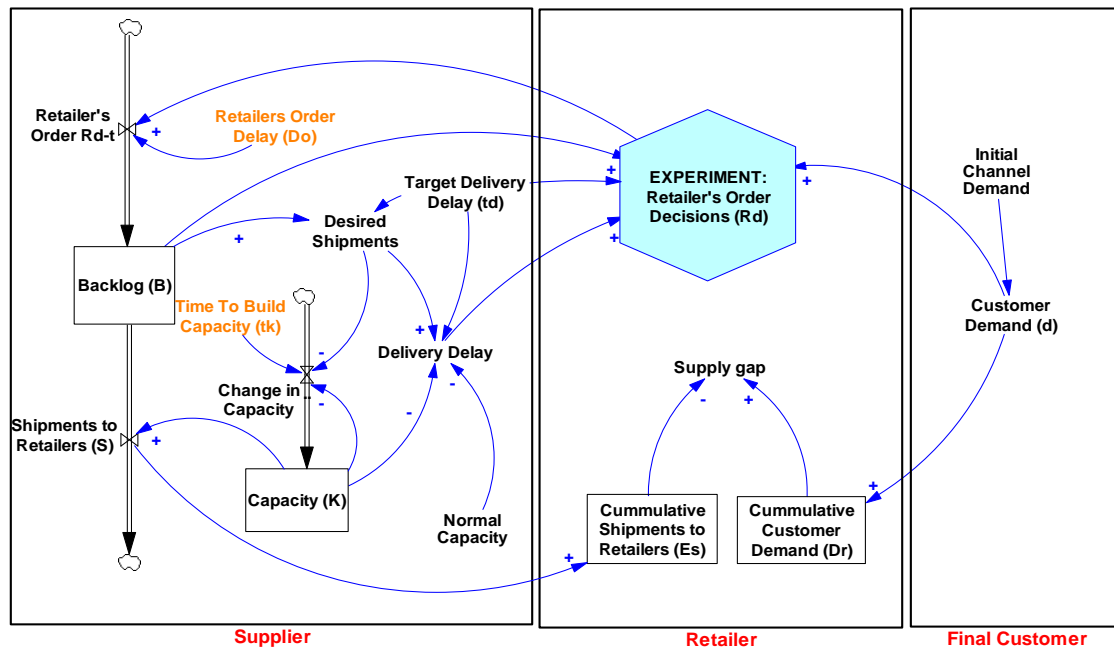 Retailer's
Order Rd-t
+
Retailers Order
Delay (Do)
Backlog (B)
+
Target Delivery
Delay (td)
Desired
Shipments
Time To Build
Capacity (tk)
-
+
Delivery Delay
Change in
Capacity
-
-
-
Shipments to
Retailers (S)
+
Capacity (K)
Normal
Capacity
Supplier
EXPERIMENT:
Retailer's Order
Decisions (Rd)
+
+
+
Supply gap
-
+
Cummulative
Shipments to
Retailers (Es)
+
Cummulative
Customer
Demand (Dr)
+
Retailer
Initial
Channel
Demand
Customer
Demand (d)
Final Customer